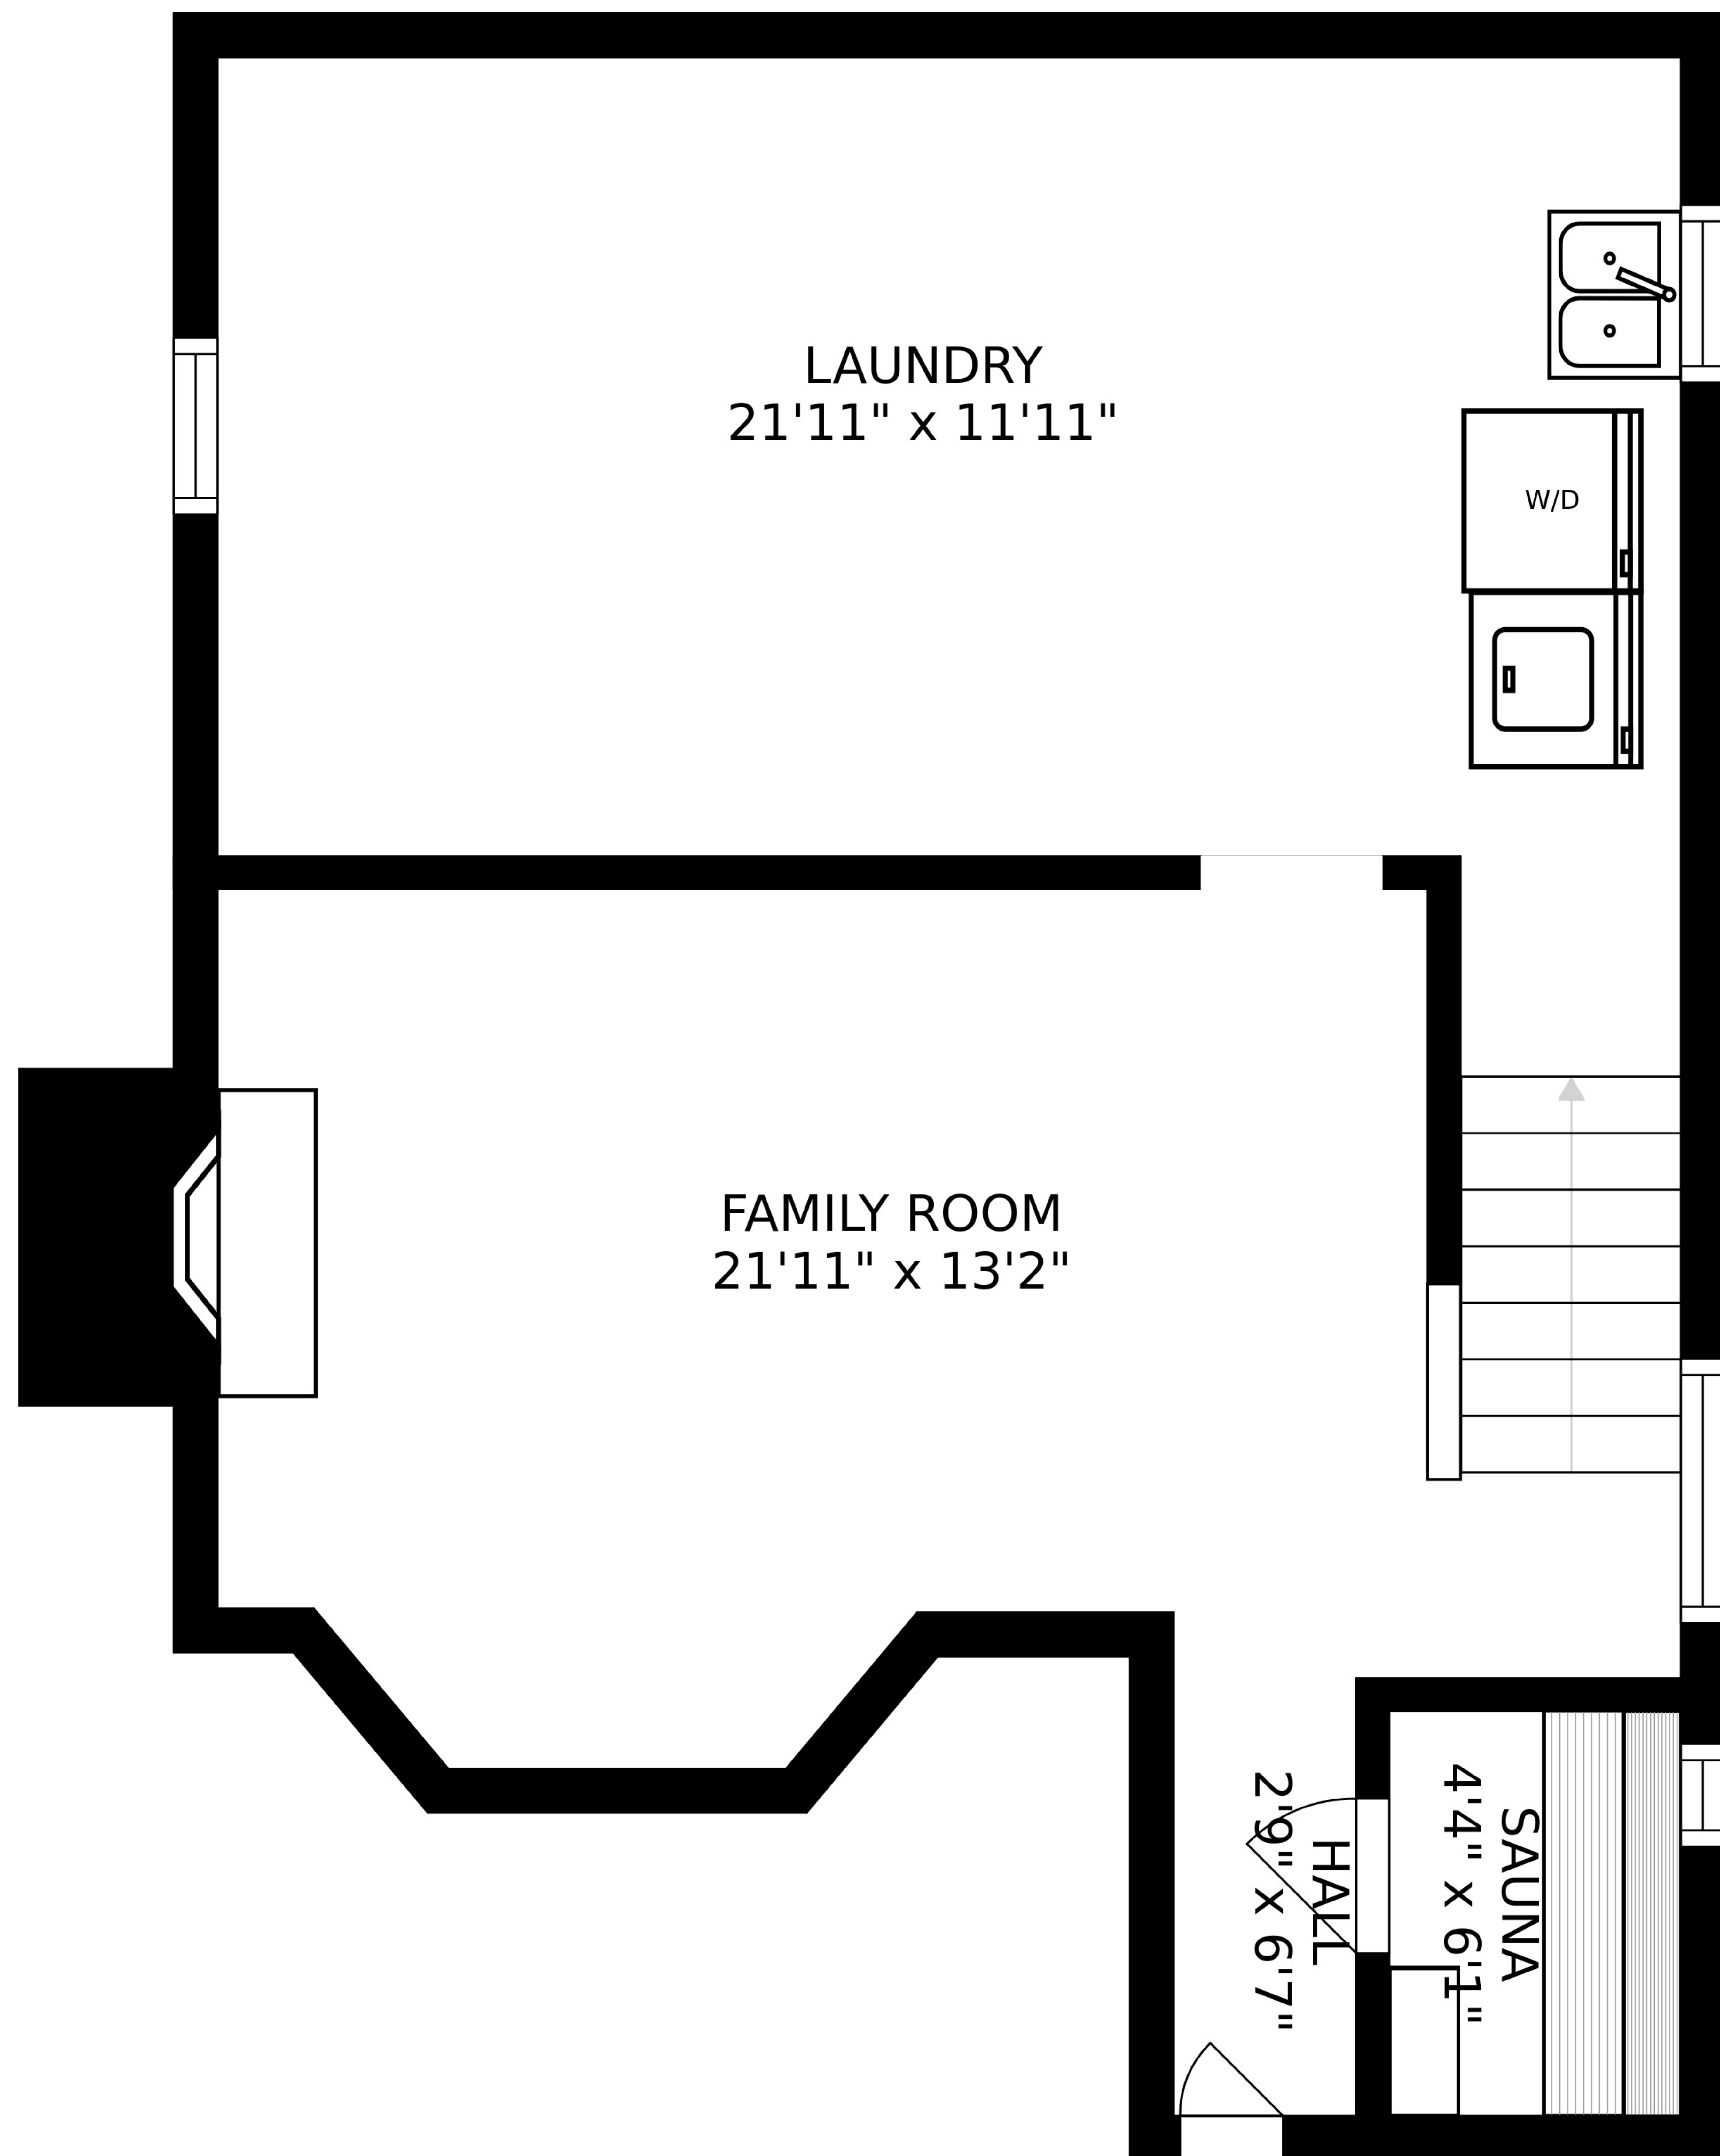 LAUNDRY
21'11" x 11'11"
W/D
FAMILY ROOM
21'11" x 13'2"
HALL
2'9" x 6'7"
SAUNA
4'4" x 6'1"